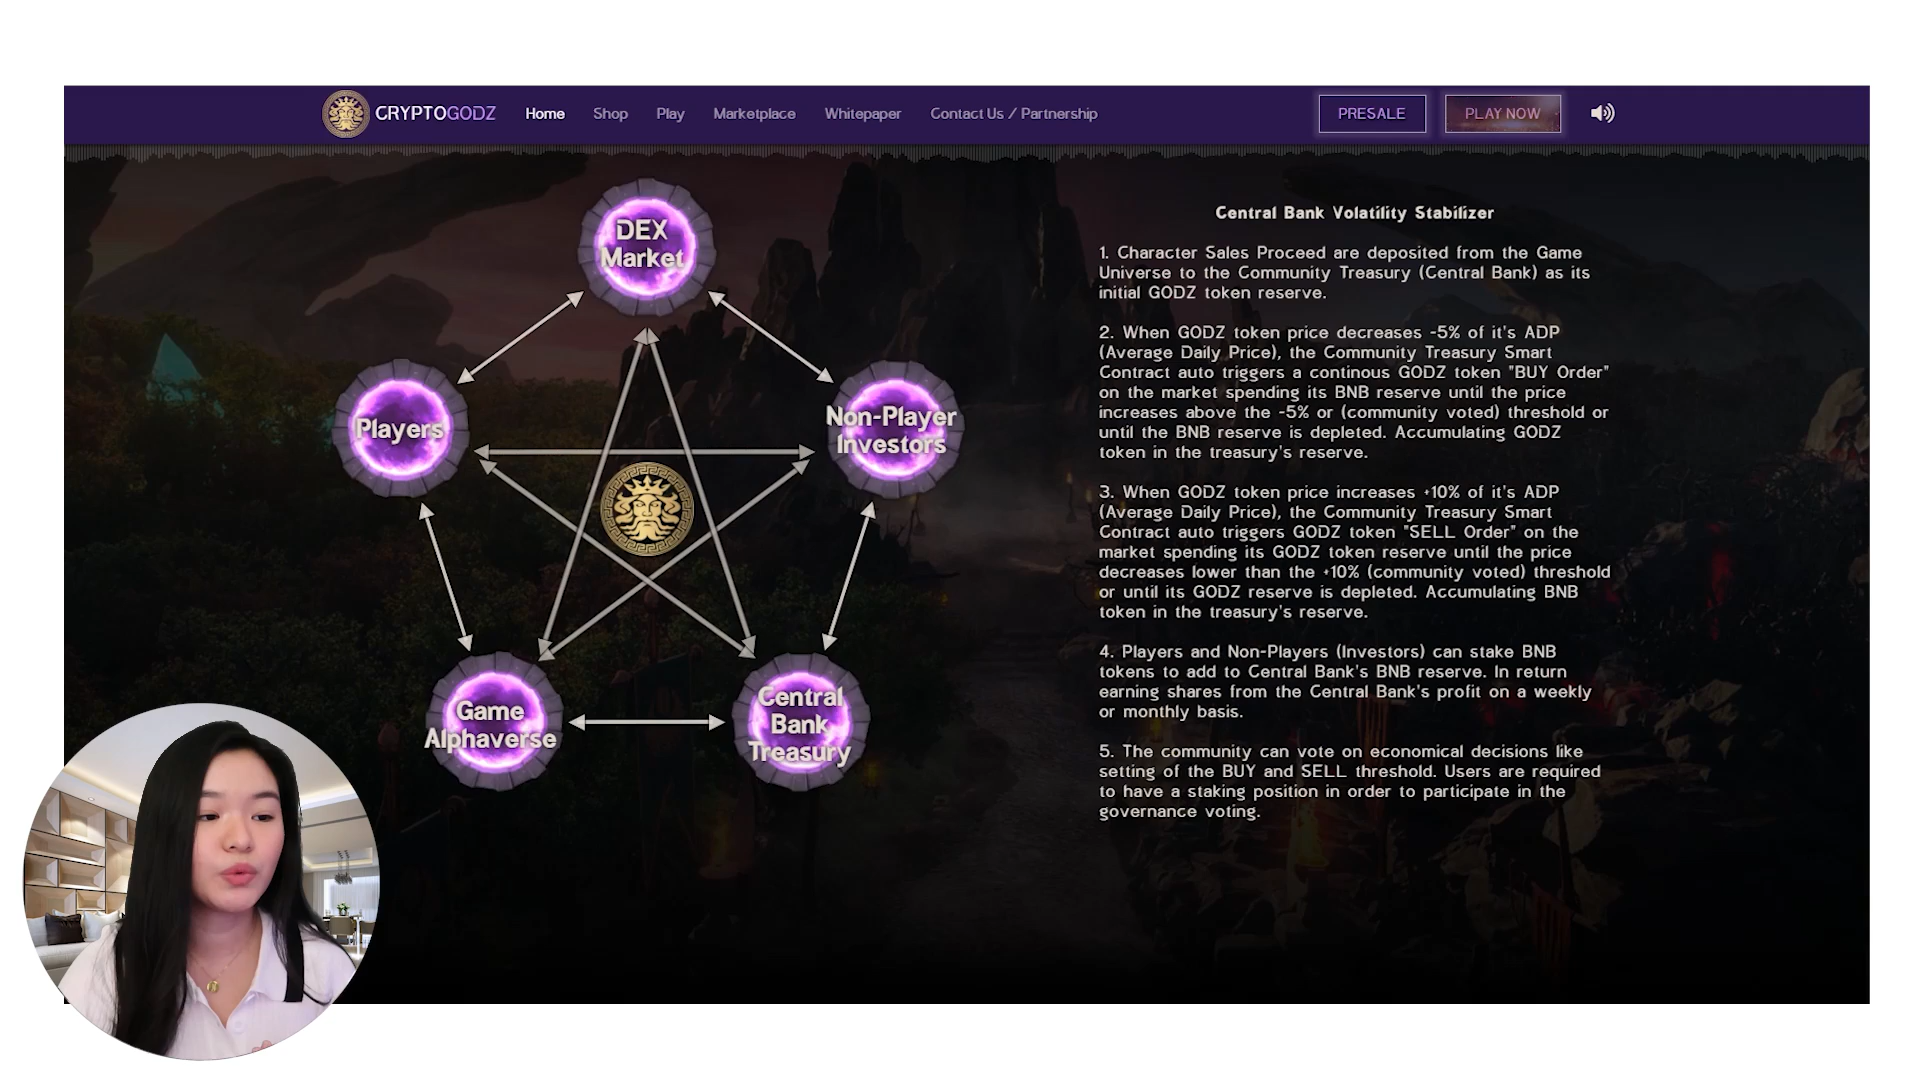 CRYPTOGODZ
Home
Shop
Play
Marketplace
Whitepaper
Contact Us / Partnership
PRESALE
PLAY NOW
DEX
Market
Players
Non-Player
Investors
Game
Alphaverse
Central
Bank
Treasury
Central Bank Volatility Stabilizer
1. Character Sales Proceed are deposited from the Game
Universe to the Community Treasury (Central Bank) as its
initial GODZ token reserve.
2. When GODZ token price decreases -5% of it's ADP
(Average Daily Price), the Community Treasury Smart
Contract auto triggers a continous GODZ token "BUY Order"
on the market spending its BNB reserve until the price
increases above the -5% or (community voted) threshold or
until the BNB reserve is depleted. Accumulating GODZ
token in the treasury's reserve.
3. When GODZ token price increases +10% of it's ADP
(Average Daily Price), the Community Treasury Smart
Contract auto triggers GODZ token "SELL Order" on the
market spending its GODZ token reserve until the price
decreases lower than the +10% (community voted) threshold
or until its GODZ reserve is depleted. Accumulating BNB
token in the treasury's reserve.
4. Players and Non-Players (Investors) can stake BNB
tokens to add to Central Bank's BNB reserve. In return
earning shares from the Central Bank's profit on a weekly
or monthly basis.
5. The community can vote on economical decisions like
setting of the BUY and SELL threshold. Users are required
to have a staking position in order to participate in the
governance voting.